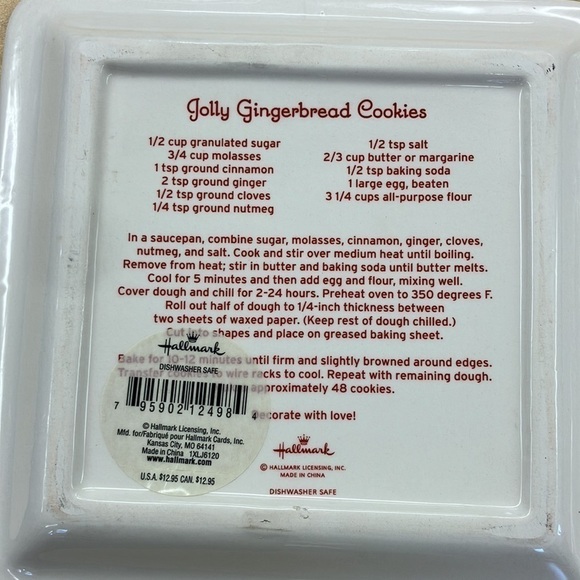 Jolly Gingerbread Cookies
1/2 cup granulated sugar
3/4 cup molasses
1 tsp ground cinnamon
2 tsp ground ginger
1/2 tsp ground cloves
1/4 tsp ground nutmeg
1/2 tsp salt
2/3 cup butter or margarine
1/2 tsp baking soda
1 large egg, beaten
3 1/4 cups all-purpose flour
In a saucepan, combine sugar, molasses, cinnamon, ginger, cloves,
nutmeg, and salt. Cook and stir over medium heat until boiling.
Remove from heat; stir in butter and baking soda until butter melts.
Cool for 5 minutes and then add egg and flour, mixing well.
Cover dough and chill for 2-24 hours. Preheat oven to 350 degrees F.
Roll out half of dough to 1/4-inch thickness between
two sheets of waxed paper. (Keep rest of dough chilled.)
Cut into shapes and place on greased baking sheet.
Bake for 10-12 minutes until firm and slightly browned around edges.
Transfer cookies to wire racks to cool. Repeat with remaining dough.
approximately 48 cookies.
Decorate with love!
Hallmark
© HALLMARK LICENSING, INC.
MADE IN CHINA
DISHWASHER SAFE
Hallmark
DISHWASHER SAFE
7 95902 12498 4
© Hallmark Licensing, Inc.
Mfd. for/Fabriqué pour Hallmark Cards, Inc.
Kansas City, MO 64141
Made in China 1XLJ6120
www.hallmark.com
U.S.A. $12.95 CAN. $12.95